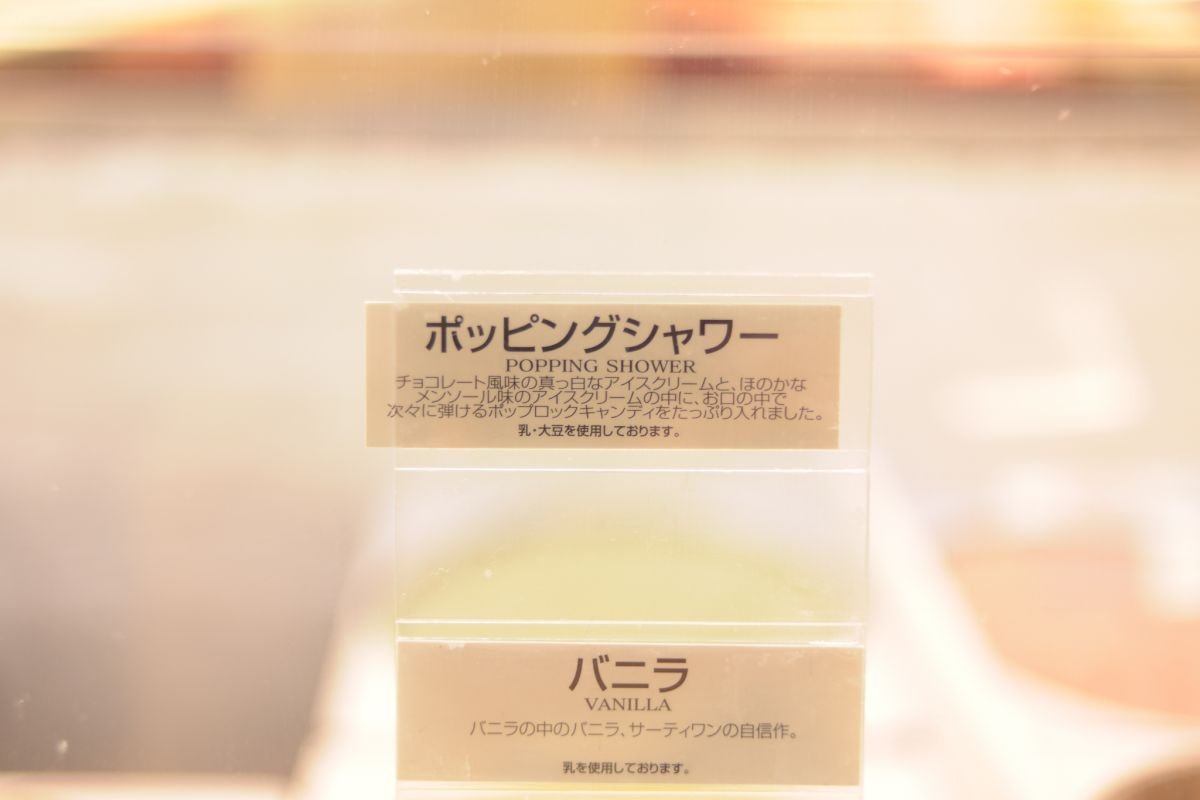 ポッピングシャワー
POPPING SHOWER
チョコレート風味の真っ白なアイスクリームと、ほのかな
メンソール味のアイスクリームの中に、お口の中で
次々に弾けるポップロックキャンディをたっぷり入れました。
乳・大豆を使用しております。
バニラ
VANILLA
バニラの中のバニラ、サーティワンの自信作。
乳を使用しております。